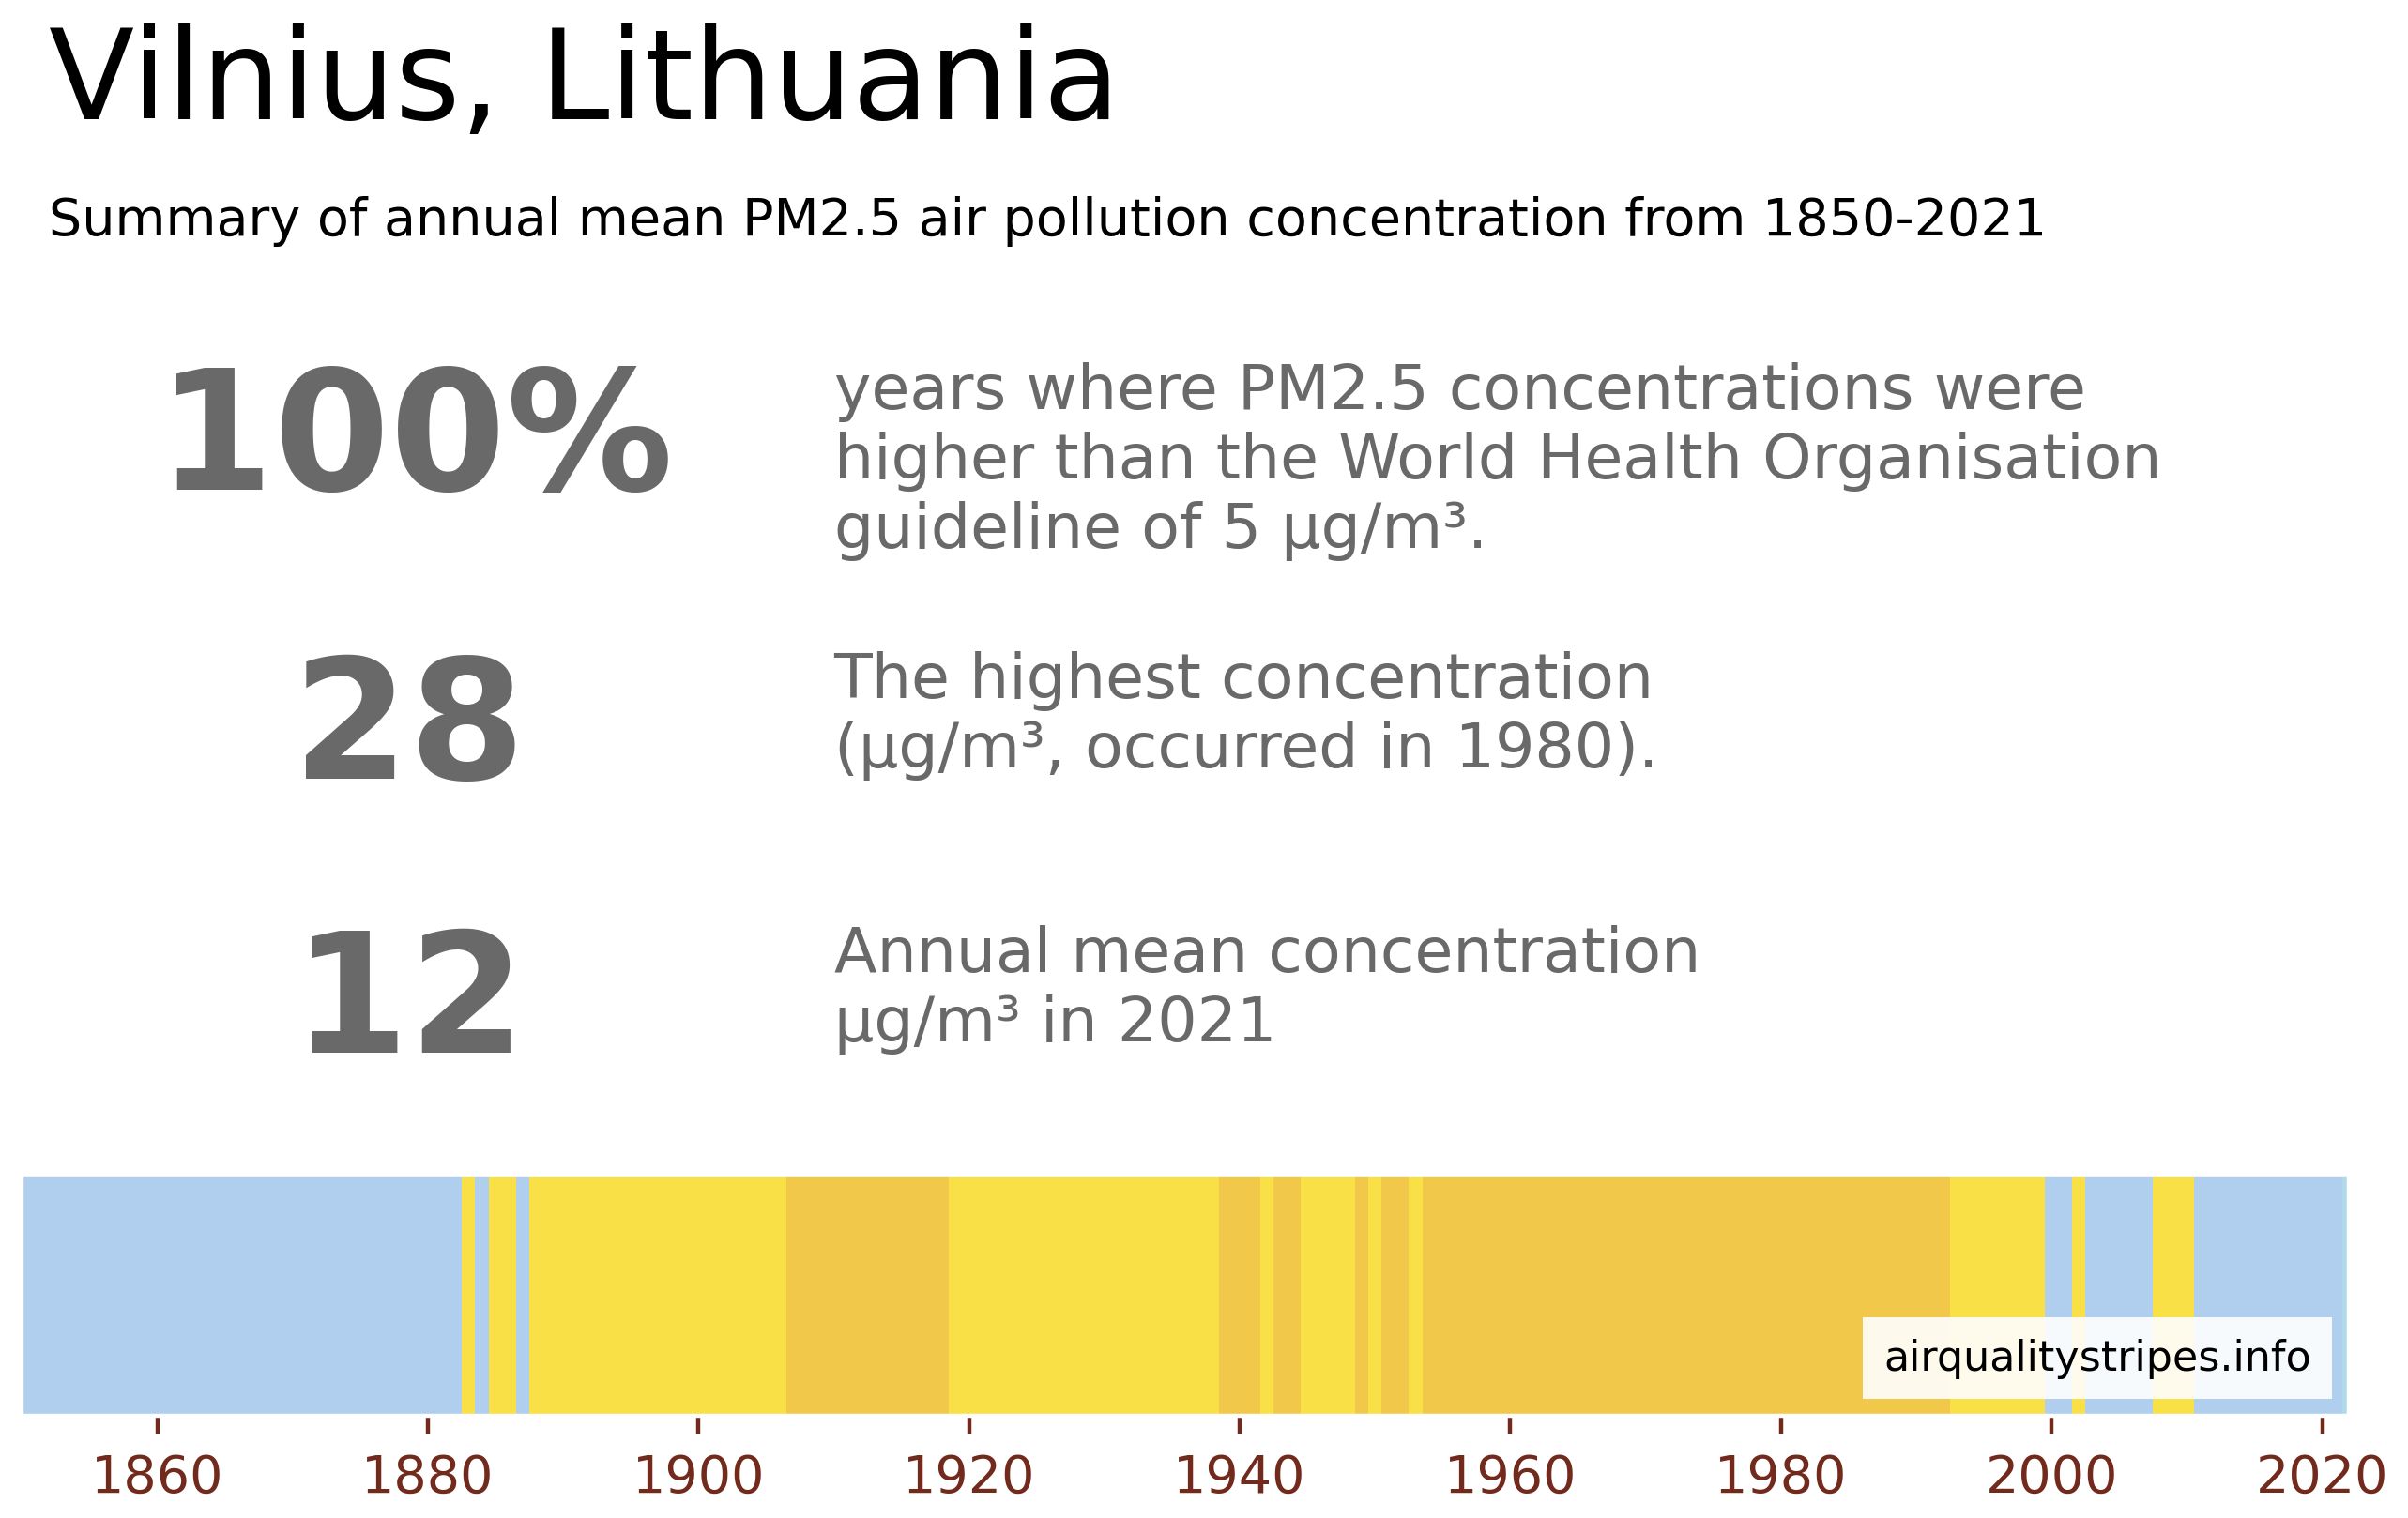 Vilnius, Lithuania
Summary of annual mean PM2.5 air pollution concentration from 1850-2021
100%
years where PM2.5 concentrations were
higher than the World Health Organisation
guideline of 5 µg/m³.
28
The highest concentration
(µg/m³, occurred in 1980).
12
Annual mean concentration
µg/m³ in 2021
airqualitystripes.info
1860 1880 1900 1920 1940 1960 1980 2000 2020